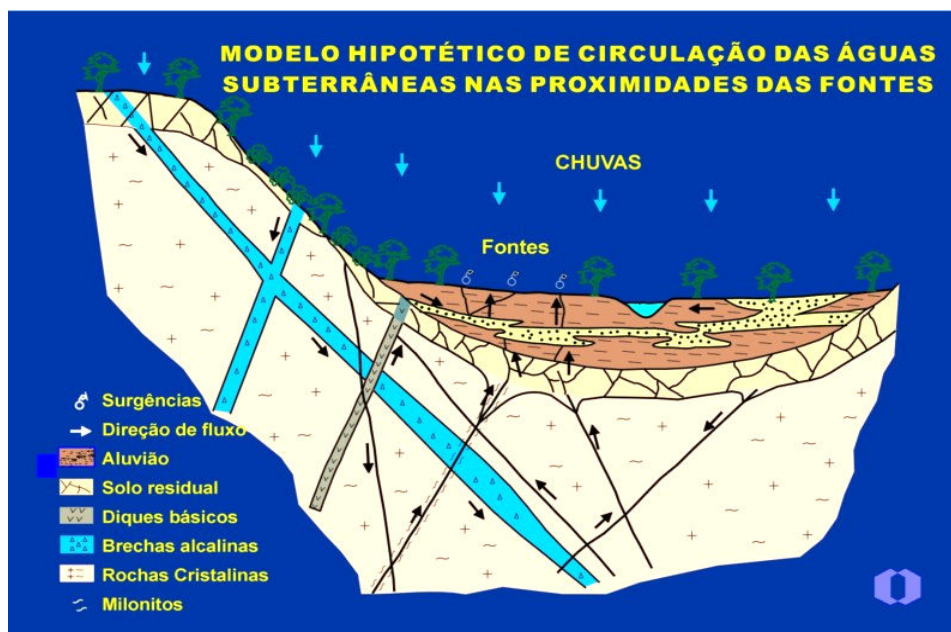 MODELO HIPOTÉTICO DE CIRCULAÇÃO DAS ÁGUAS
SUBTERRÂNEAS NAS PROXIMIDADES DAS FONTES
CHUVAS
Fontes
Surgências
Direção de fluxo
Aluvião
Solo residual
Diques básicos
Brechas alcalinas
Rochas Cristalinas
Milonitos